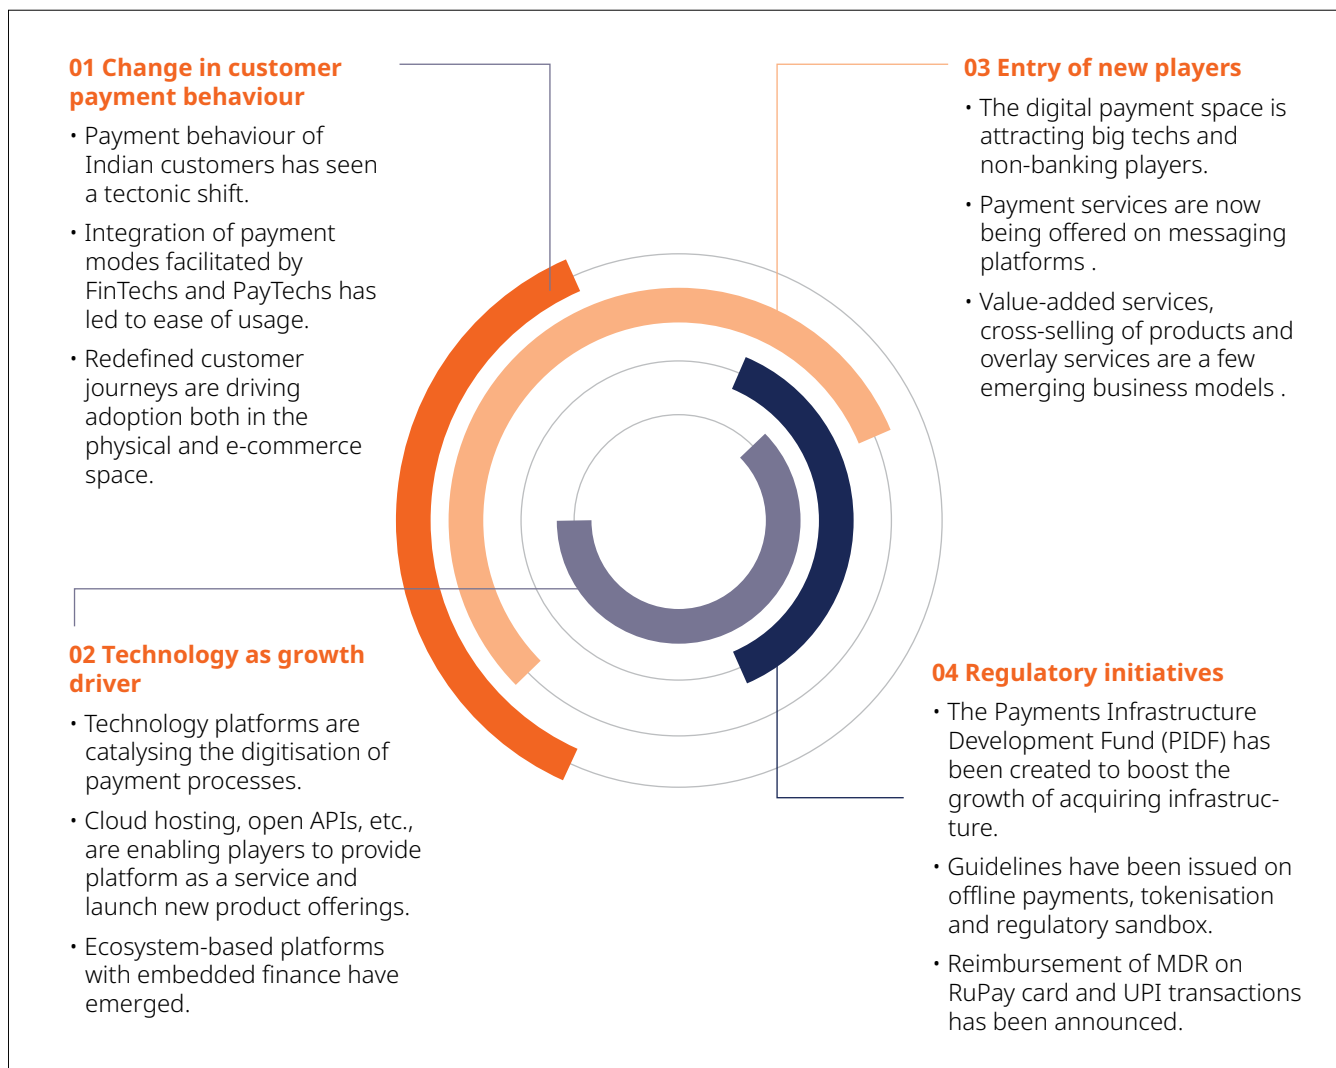 01 Change in customer
payment behaviour
• Payment behaviour of
Indian customers has seen
a tectonic shift.
• Integration of payment
modes facilitated by
FinTechs and PayTechs has
led to ease of usage.
• Redefined customer
journeys are driving
adoption both in the
physical and e-commerce
space.
02 Technology as growth
driver
• Technology platforms are
catalysing the digitisation of
payment processes.
• Cloud hosting, open APIs, etc.,
are enabling players to provide
platform as a service and
launch new product offerings.
• Ecosystem-based platforms
with embedded finance have
emerged.
03 Entry of new players
• The digital payment space is
attracting big techs and
non-banking players.
• Payment services are now
being offered on messaging
platforms .
• Value-added services,
cross-selling of products and
overlay services are a few
emerging business models .
04 Regulatory initiatives
• The Payments Infrastructure
Development Fund (PIDF) has
been created to boost the
growth of acquiring infrastruc-
ture.
• Guidelines have been issued on
offline payments, tokenisation
and regulatory sandbox.
• Reimbursement of MDR on
RuPay card and UPI transactions
has been announced.